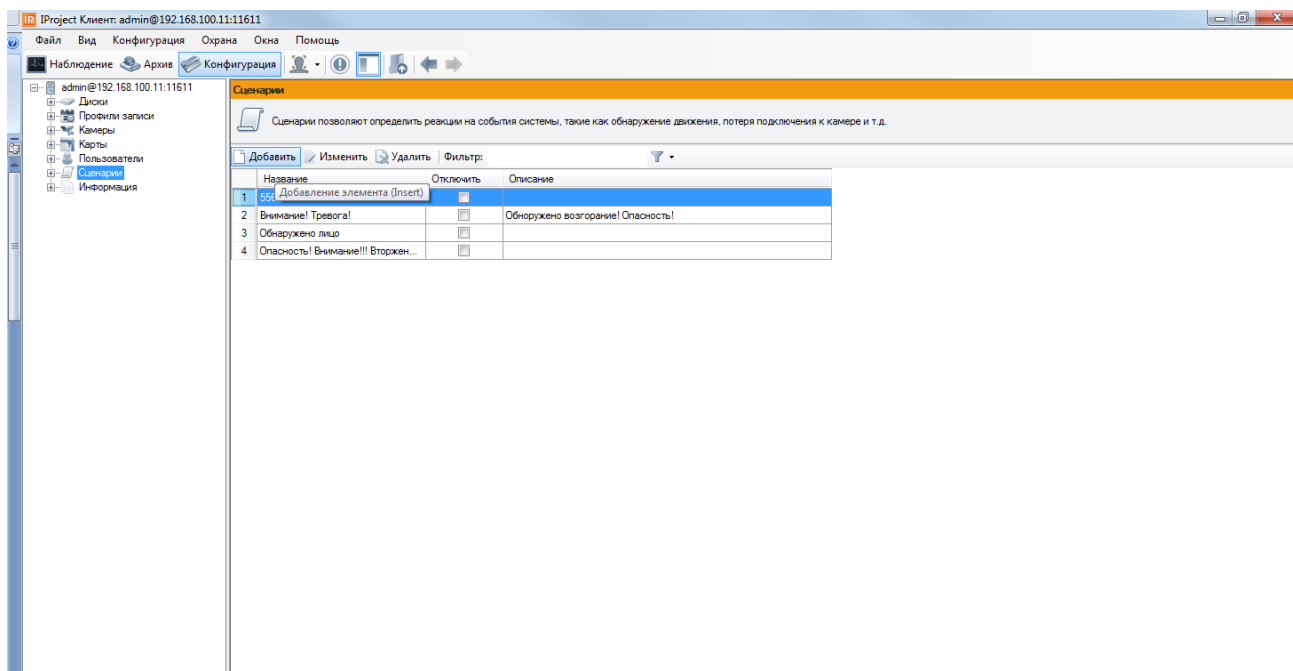 IProject Клиент: admin@192.168.100.11:11611
Файл Вид Конфигурация Охрана Окна Помощь
Наблюдение Архив Конфигурация
admin@192.168.100.11:11611
Диски
Профили записи
Камеры
Карты
Пользователи
Сценарии
Информация
Сценарии
Сценарии позволяют определить реакции на события системы, такие как обнаружение движения, потеря подключения к камере и т.д.
Добавить Изменить Удалить Фильтр:
Название Отключить Описание
Добавление элемента (Insert)
1
2 Внимание! Тревога! Обноружено возгорание! Опасность!
3 Обнаружено лицо
4 Опасность! Внимание!!! Вторжен...